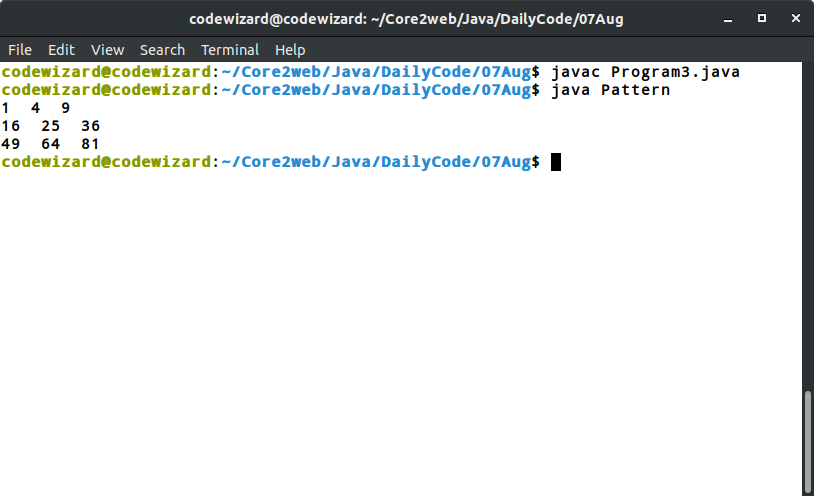 codewizard@codewizard: ~/Core2web/Java/DailyCode/07Aug
File Edit View Search Terminal Help
codewizard@codewizard:~/Core2web/Java/DailyCode/07Aug$ javac Program3.java
codewizard@codewizard:~/Core2web/Java/DailyCode/07Aug$ java Pattern
1  4  9
16  25  36
49  64  81
codewizard@codewizard:~/Core2web/Java/DailyCode/07Aug$